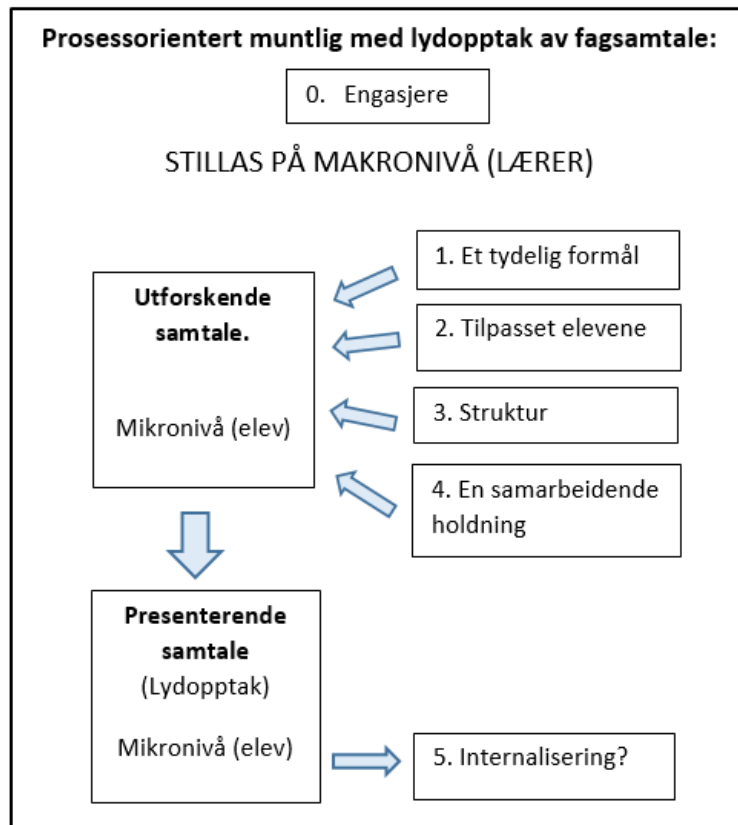 Prosessorientert muntlig med lydopptak av fagsamtale:
0. Engasjere
STILLAS PÅ MAKRONIVÅ (LÆRER)
Utforskende
samtale.
Mikronivå (elev)
1. Et tydelig formål
2. Tilpasset elevene
3. Struktur
4. En samarbeidende
holdning
Presenterende
samtale
(Lydopptak)
Mikronivå (elev)
5. Internalisering?